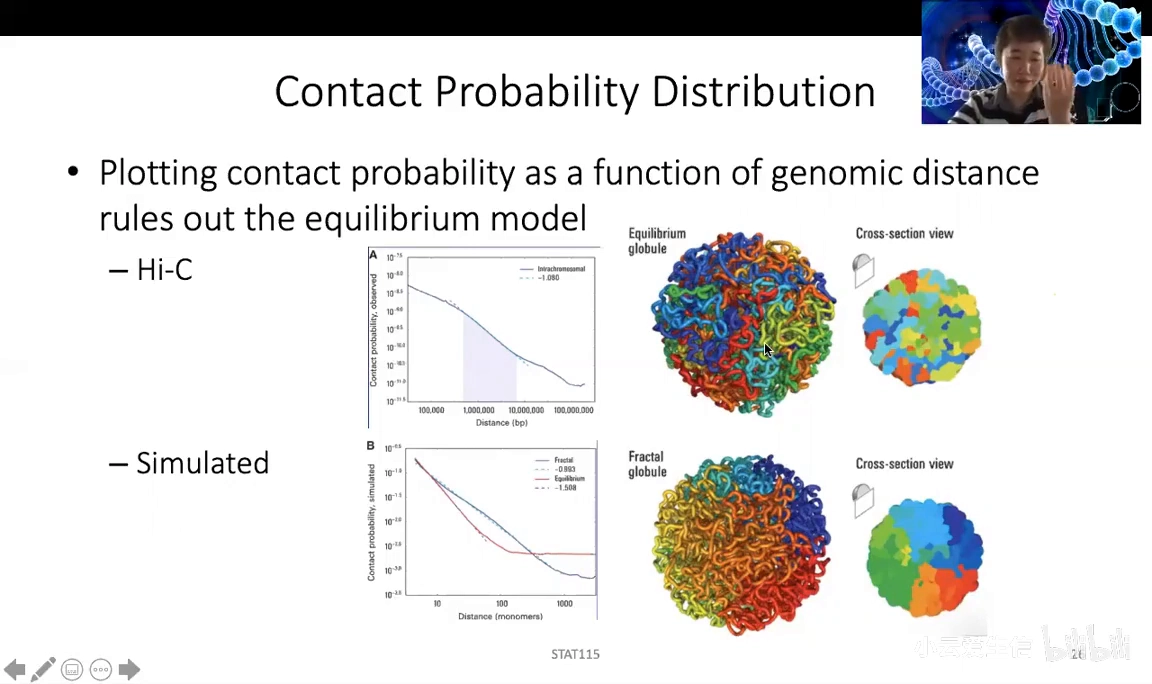 Contact Probability Distribution
• Plotting contact probability as a function of genomic distance
rules out the equilibrium model
– Hi-C
A
Contact probability, observed
Intrachromosomal
-1.080
100,000
1,000,000
10,000,000
100,000,000
Distance (bp)
Equilibrium
globule
Cross-section view
– Simulated
B
Contact probability, simulated
Fractal
-0.993
Equilibrium
-1.508
10
100
1000
Distance (monomers)
Fractal
globule
Cross-section view
STAT115
26
bilibili